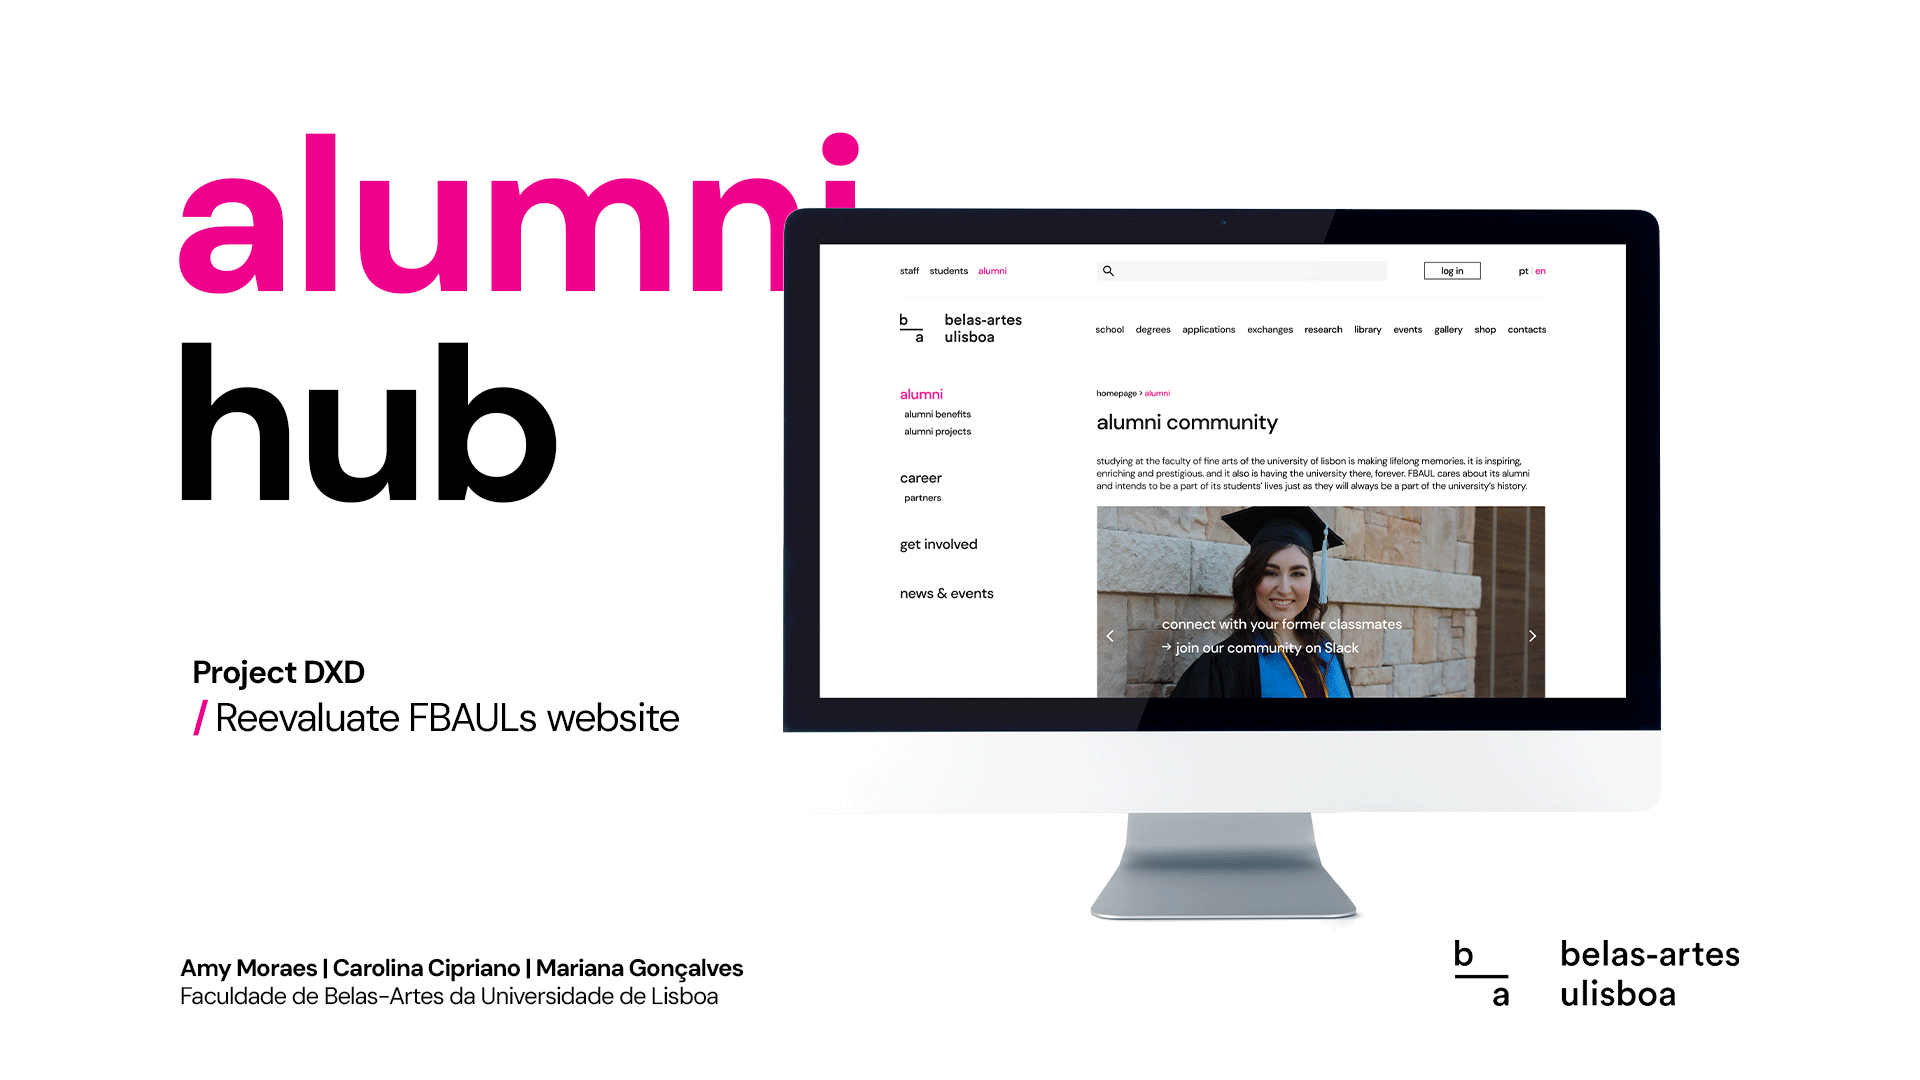 alumni
hub
Project DXD
/ Reevaluate FBAULs website
Amy Moraes | Carolina Cipriano | Mariana Gonçalves
Faculdade de Belas-Artes da Universidade de Lisboa
staff students alumni
log in
pt | en
b
a
belas-artes
ulisboa
school degrees applications exchanges research library events gallery shop contacts
alumni
alumni benefits
alumni projects
career
partners
get involved
news & events
homepage > alumni
alumni community
studying at the faculty of fine arts of the university of lisbon is making lifelong memories. it is inspiring,
enriching and prestigious. and it also is having the university there, forever. FBAUL cares about its alumni
and intends to be a part of its students' lives just as they will always be a part of the university's history.
connect with your former classmates
→ join our community on Slack
b
a
belas-artes
ulisboa